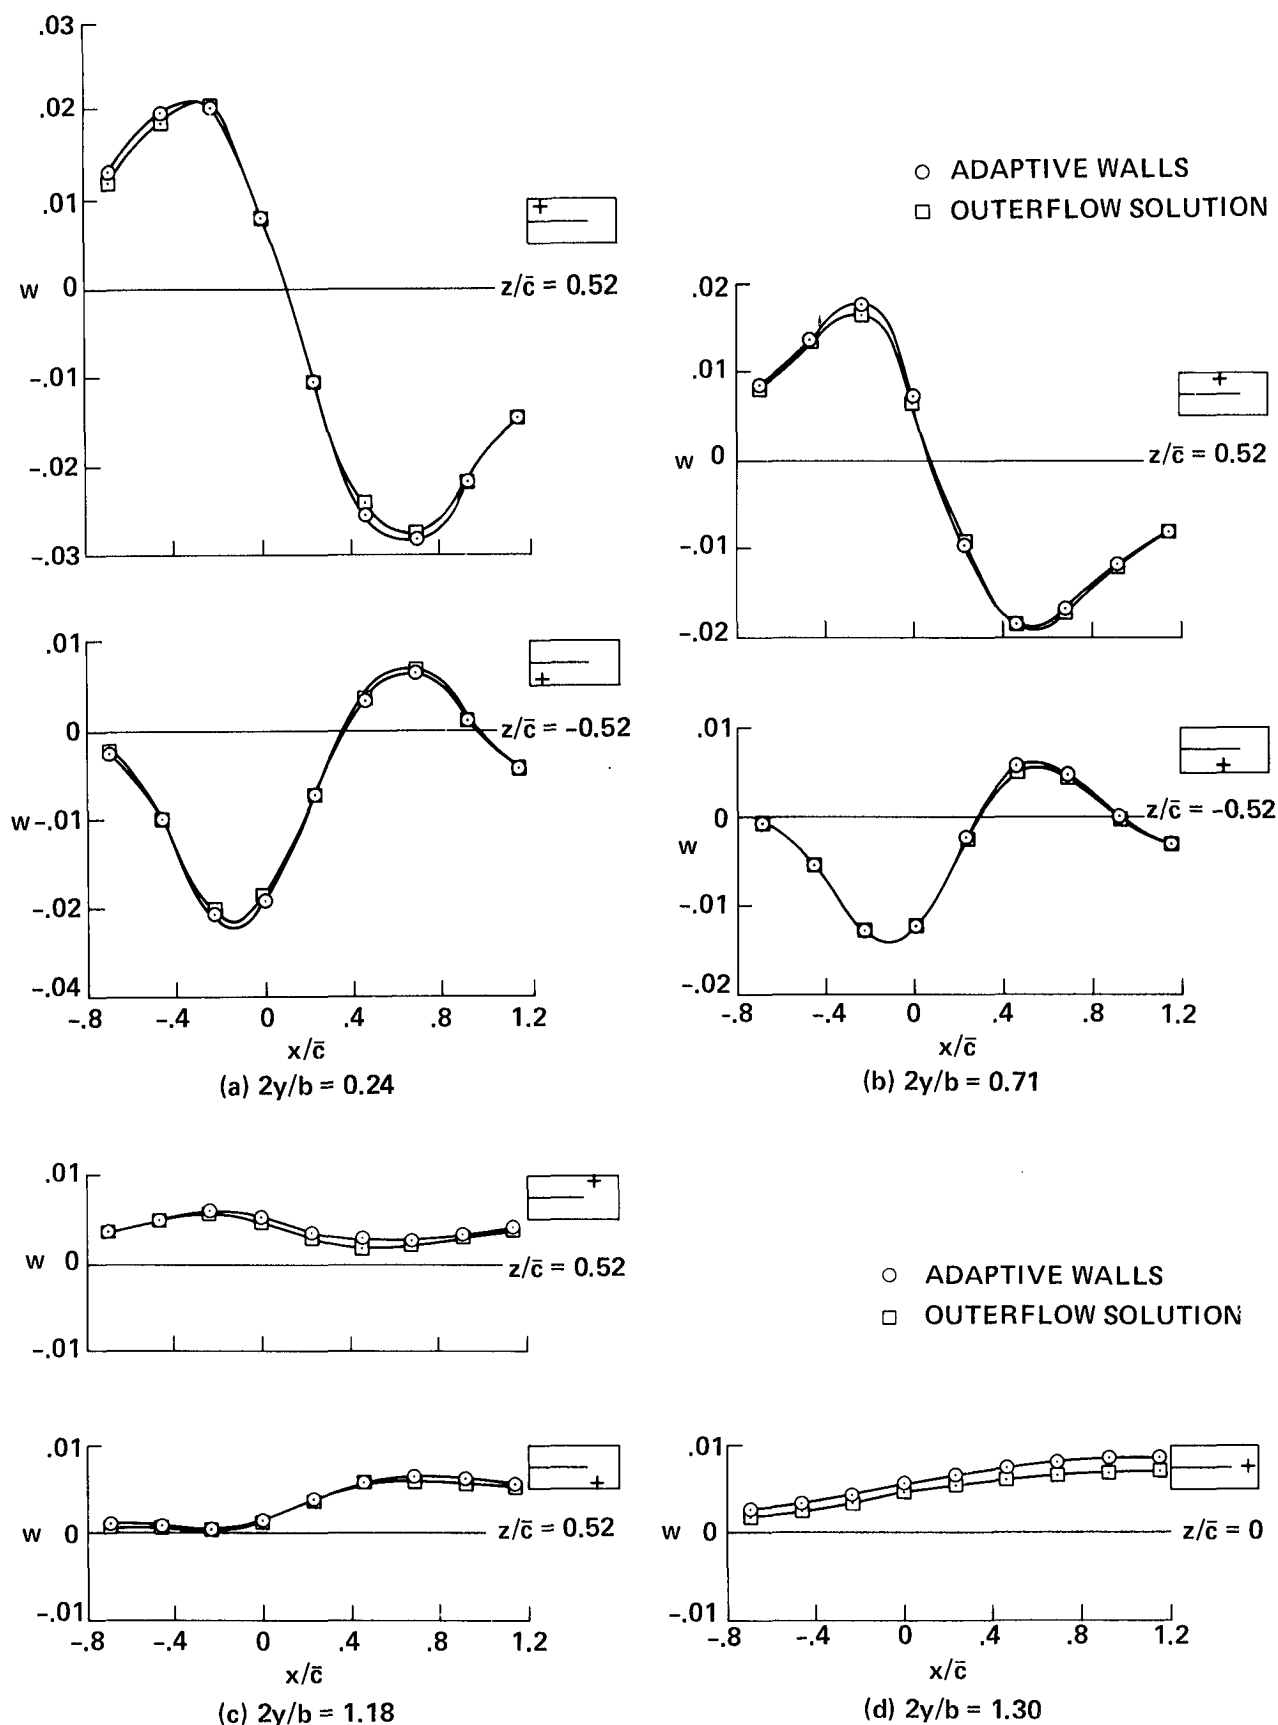 .03
.02
.01
w 0
-.01
-.02
-.03
z/c̄ = 0.52
○ ADAPTIVE WALLS
□ OUTERFLOW SOLUTION
.02
.01
w 0
-.01
-.02
z/c̄ = 0.52
.01
0
w -.01
-.02
-.04
z/c̄ = -0.52
-.8 -.4 0 .4 .8 1.2
x/c̄
(a) 2y/b = 0.24
.01
0
w
-.01
-.02
z/c̄ = -0.52
-.8 -.4 0 .4 .8 1.2
x/c̄
(b) 2y/b = 0.71
.01
w 0
-.01
z/c̄ = 0.52
○ ADAPTIVE WALLS
□ OUTERFLOW SOLUTION
.01
w 0
-.01
z/c̄ = 0.52
-.8 -.4 0 .4 .8 1.2
x/c̄
(c) 2y/b = 1.18
.01
w 0
-.01
z/c̄ = 0
-.8 -.4 0 .4 .8 1.2
x/c̄
(d) 2y/b = 1.30